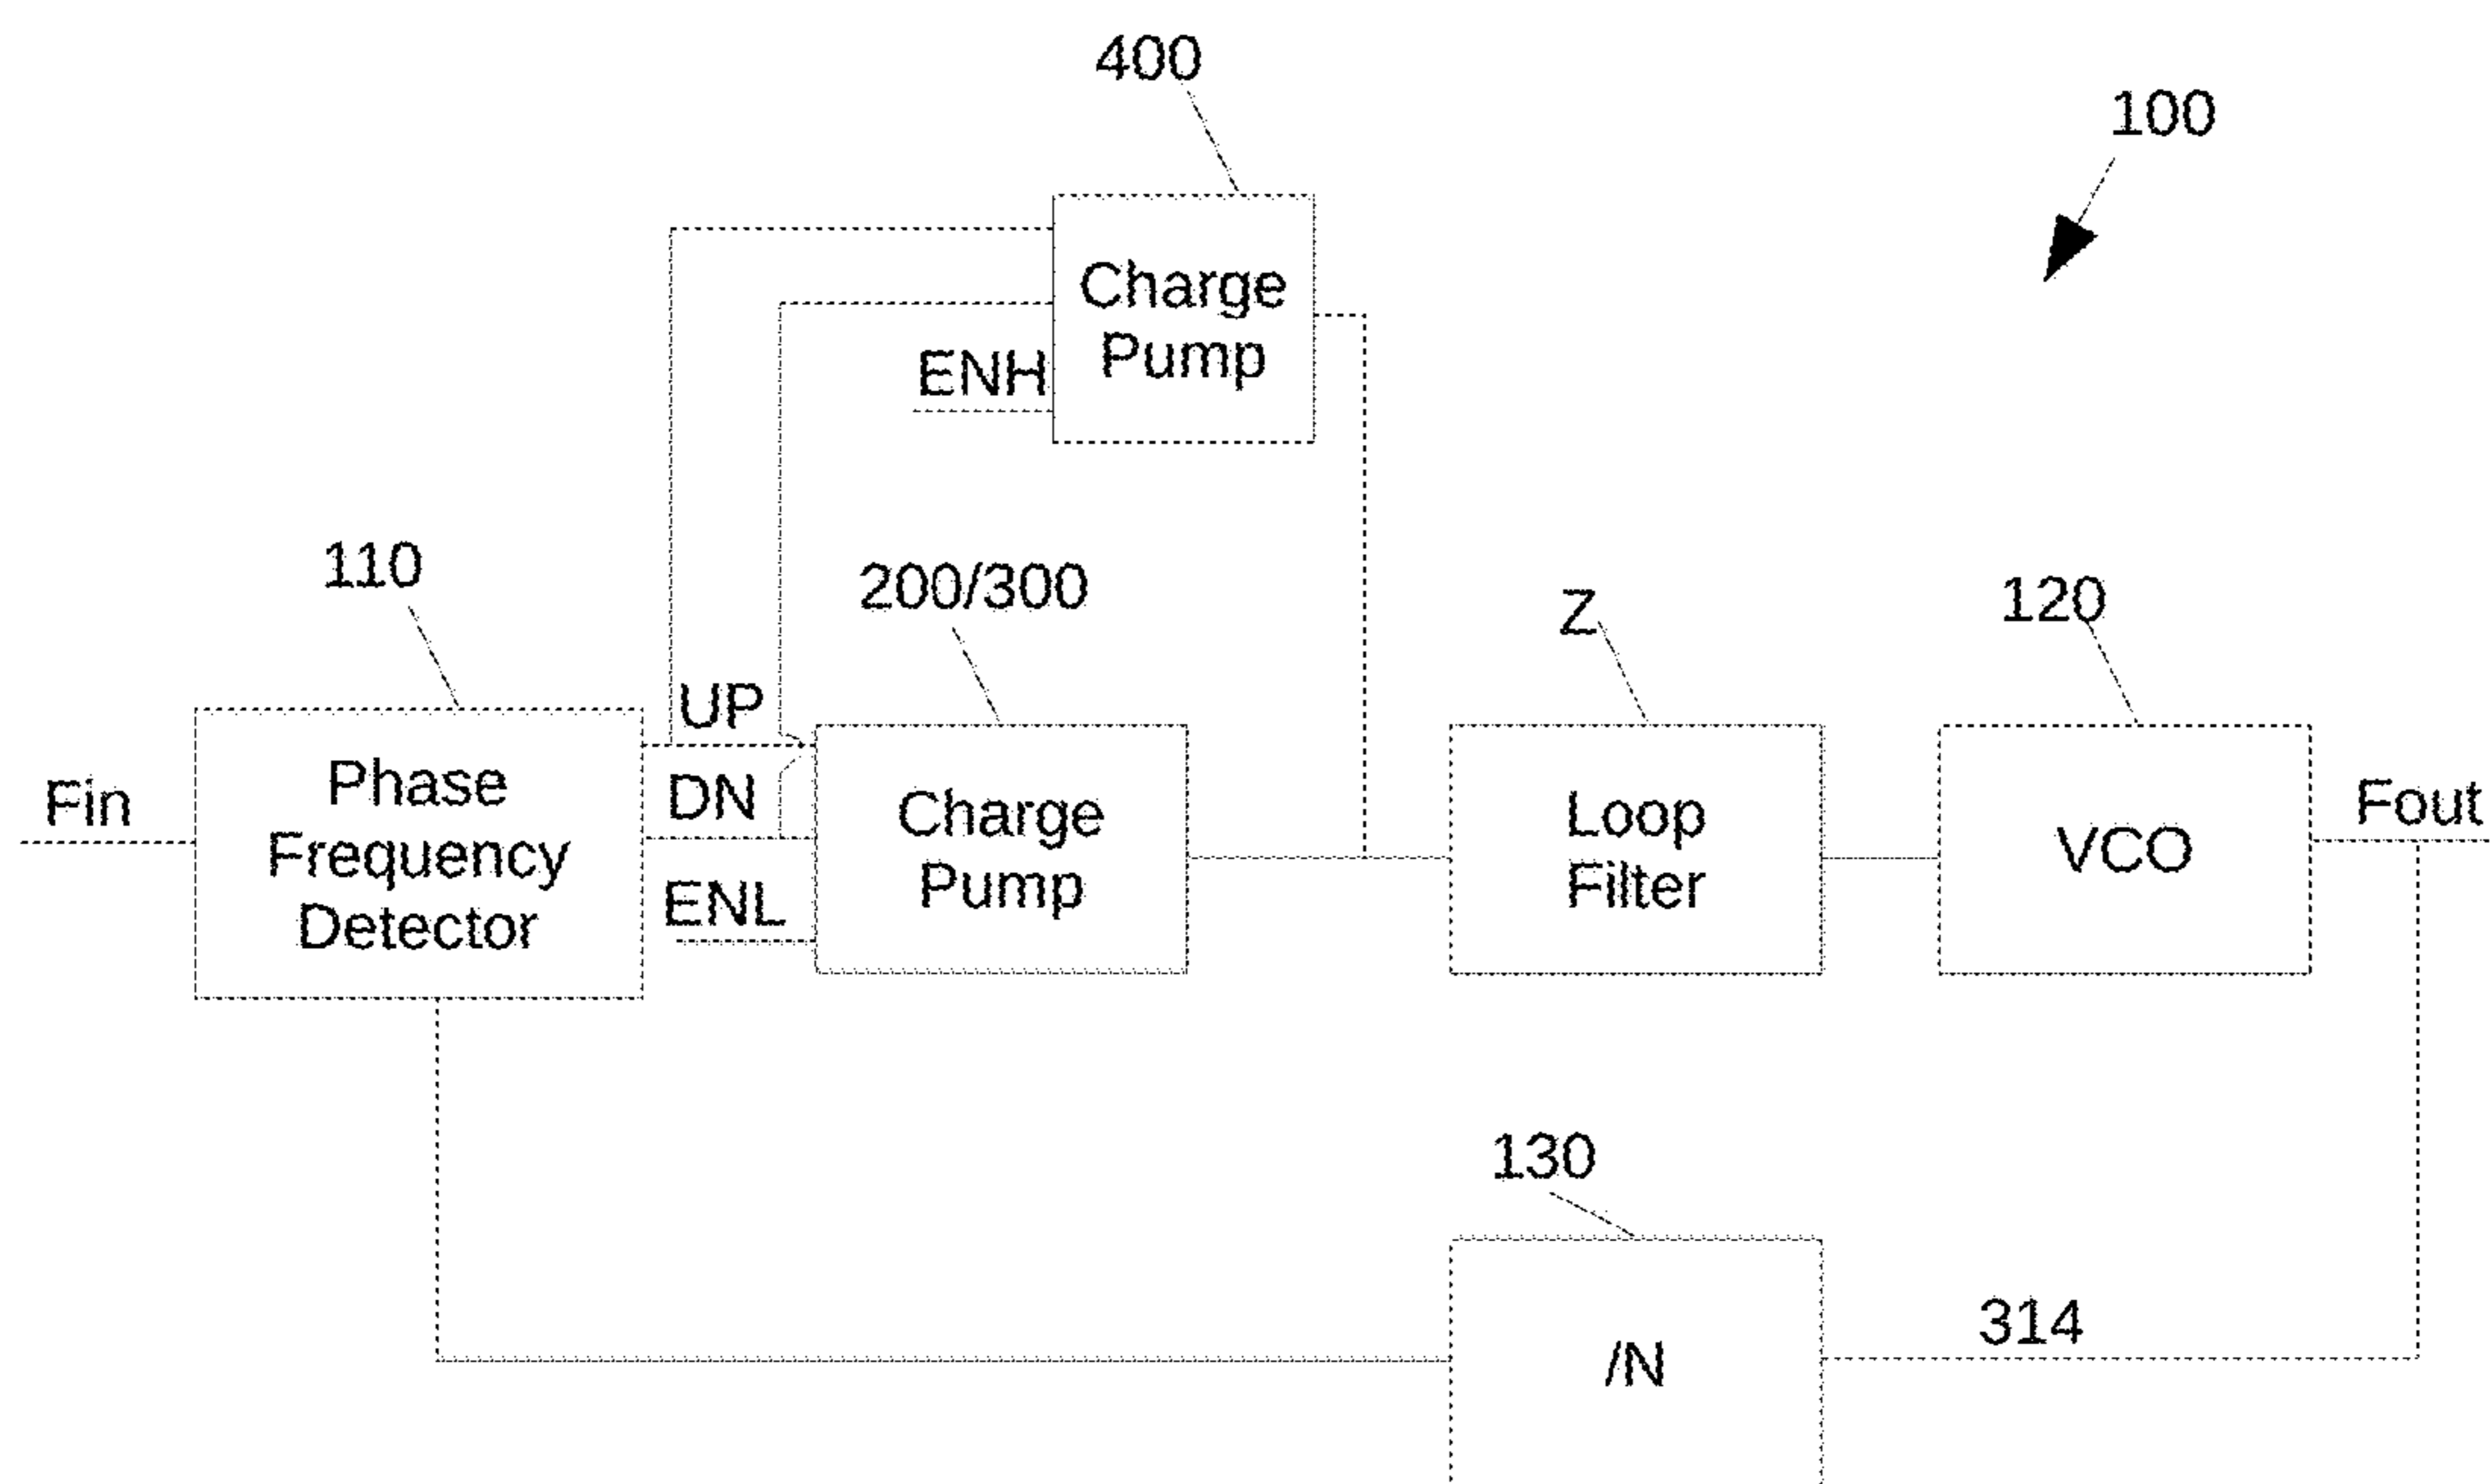 400
100
Charge
Pump
ENH
110
200/300
Z
120
UP
DN
ENL
Fin
Phase
Frequency
Detector
Charge
Pump
Loop
Filter
VCO
Fout
130
314
/N